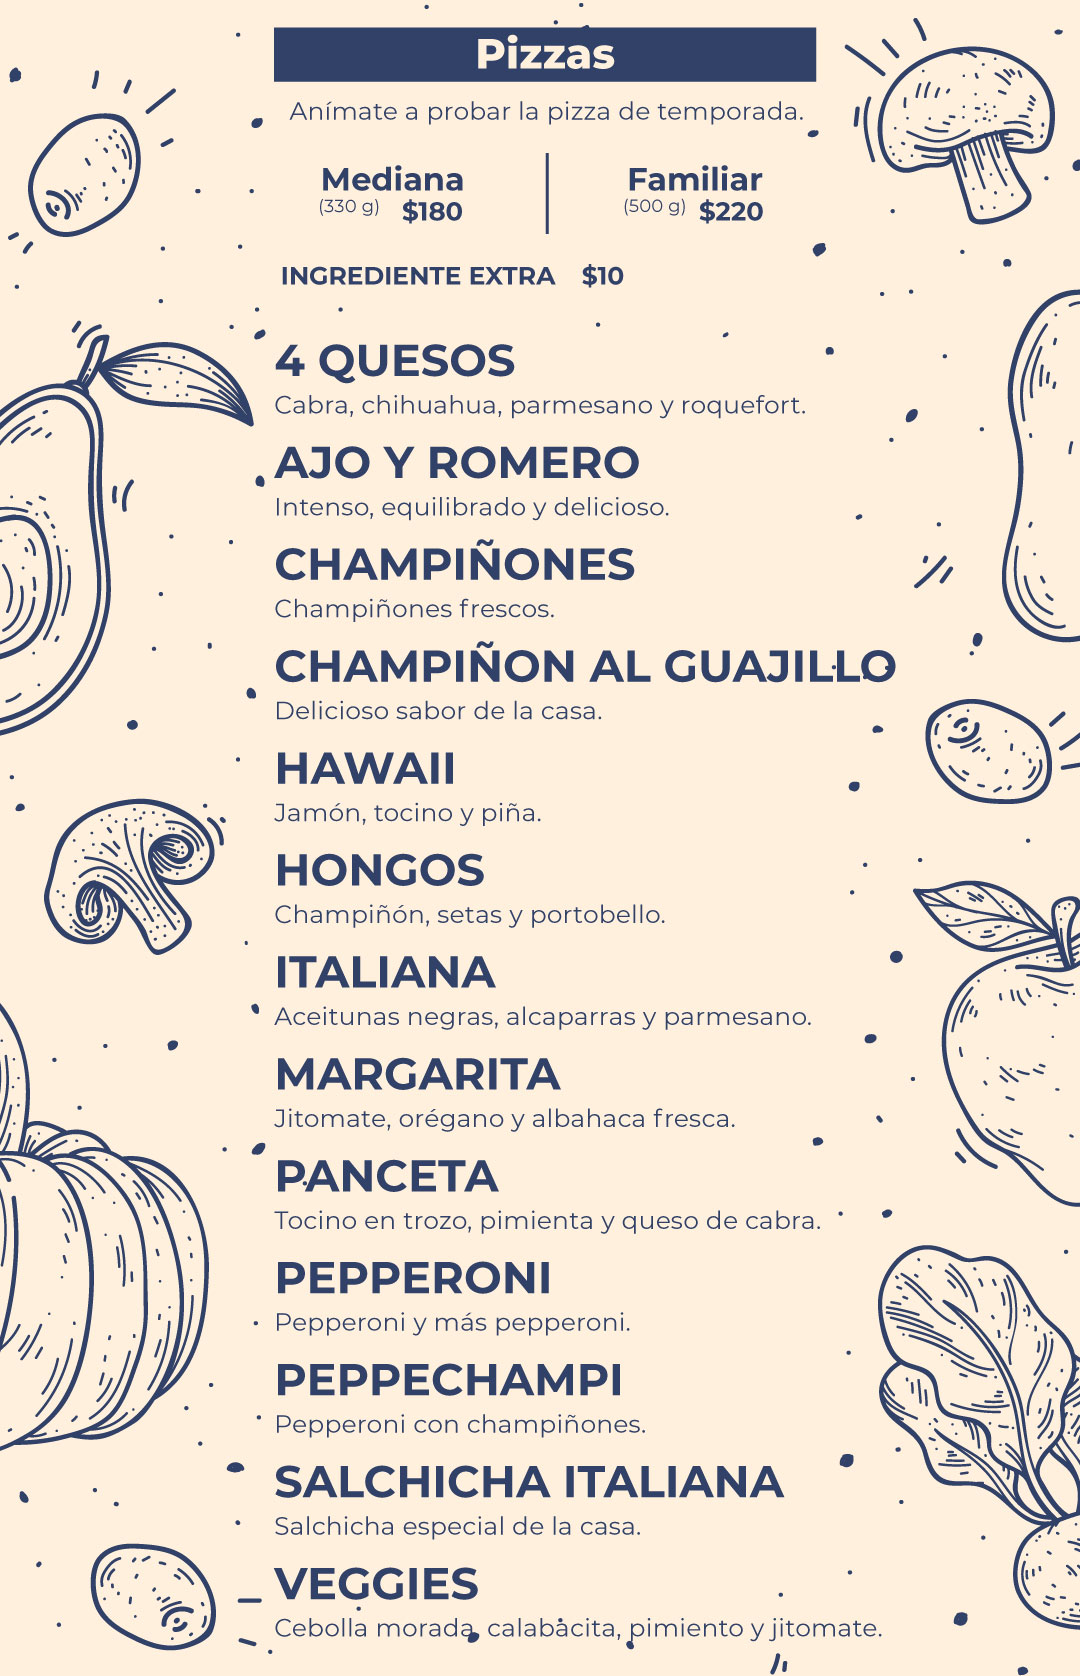 Pizzas
Anímate a probar la pizza de temporada.
Mediana
(330 g) $180
Familiar
(500 g) $220
INGREDIENTE EXTRA $10
4 QUESOS
Cabra, chihuahua, parmesano y roquefort.
AJO Y ROMERO
Intenso, equilibrado y delicioso.
CHAMPIÑONES
Champiñones frescos.
CHAMPIÑON AL GUAJILLO
Delicioso sabor de la casa.
HAWAII
Jamón, tocino y piña.
HONGOS
Champiñón, setas y portobello.
ITALIANA
Aceitunas negras, alcaparras y parmesano.
MARGARITA
Jitomate, orégano y albahaca fresca.
PANCETA
Tocino en trozo, pimienta y queso de cabra.
PEPPERONI
Pepperoni y más pepperoni.
PEPPECHAMPI
Pepperoni con champiñones.
SALCHICHA ITALIANA
Salchicha especial de la casa.
VEGGIES
Cebolla morada, calabacita, pimiento y jitomate.